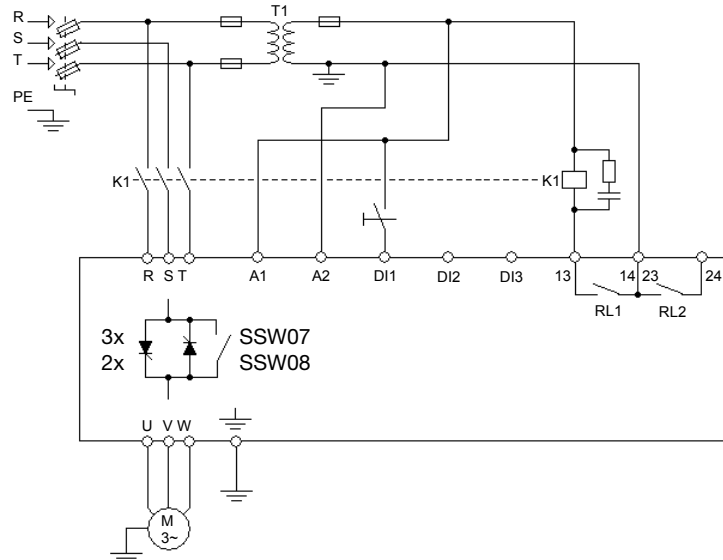 R
T1
S
T
PE
K1
K1
R S T A1 A2 DI1 DI2 DI3 13 14 23 24
RL1 RL2
3x SSW07
2x SSW08
U V W
M
3~